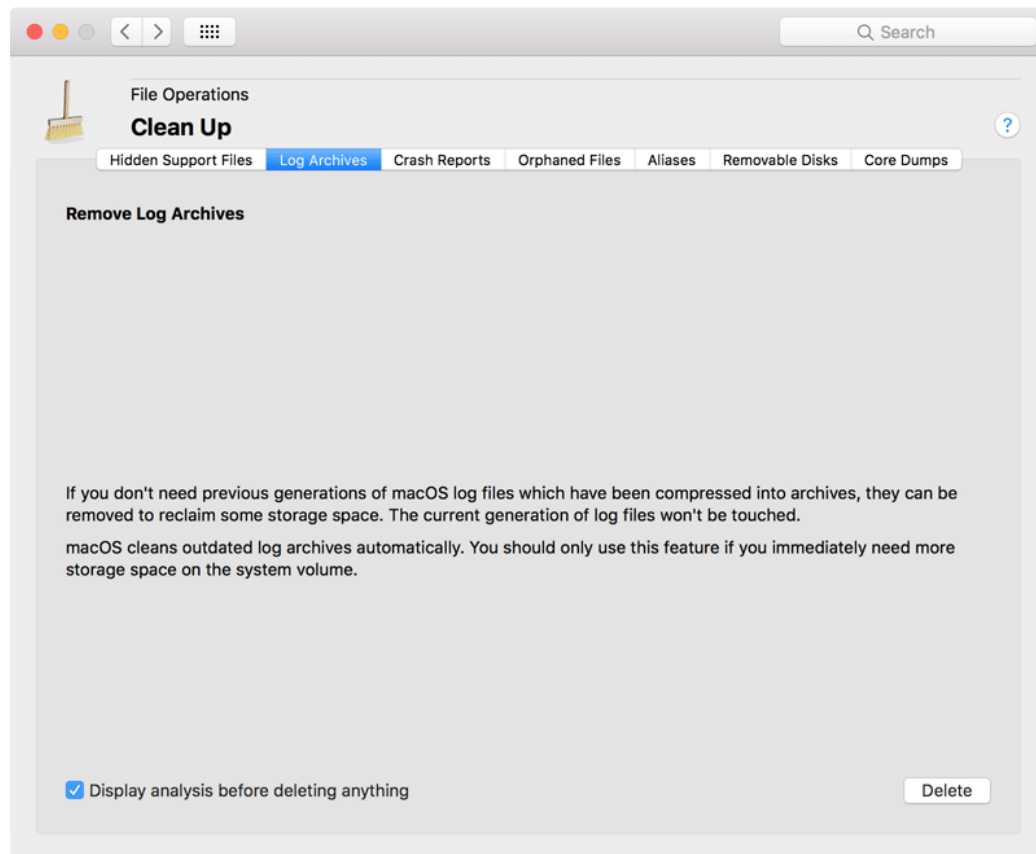 Search
File Operations
Clean Up
?
Hidden Support Files Log Archives Crash Reports Orphaned Files Aliases Removable Disks Core Dumps
Remove Log Archives
If you don't need previous generations of macOS log files which have been compressed into archives, they can be
removed to reclaim some storage space. The current generation of log files won't be touched.
macOS cleans outdated log archives automatically. You should only use this feature if you immediately need more
storage space on the system volume.
Display analysis before deleting anything Delete